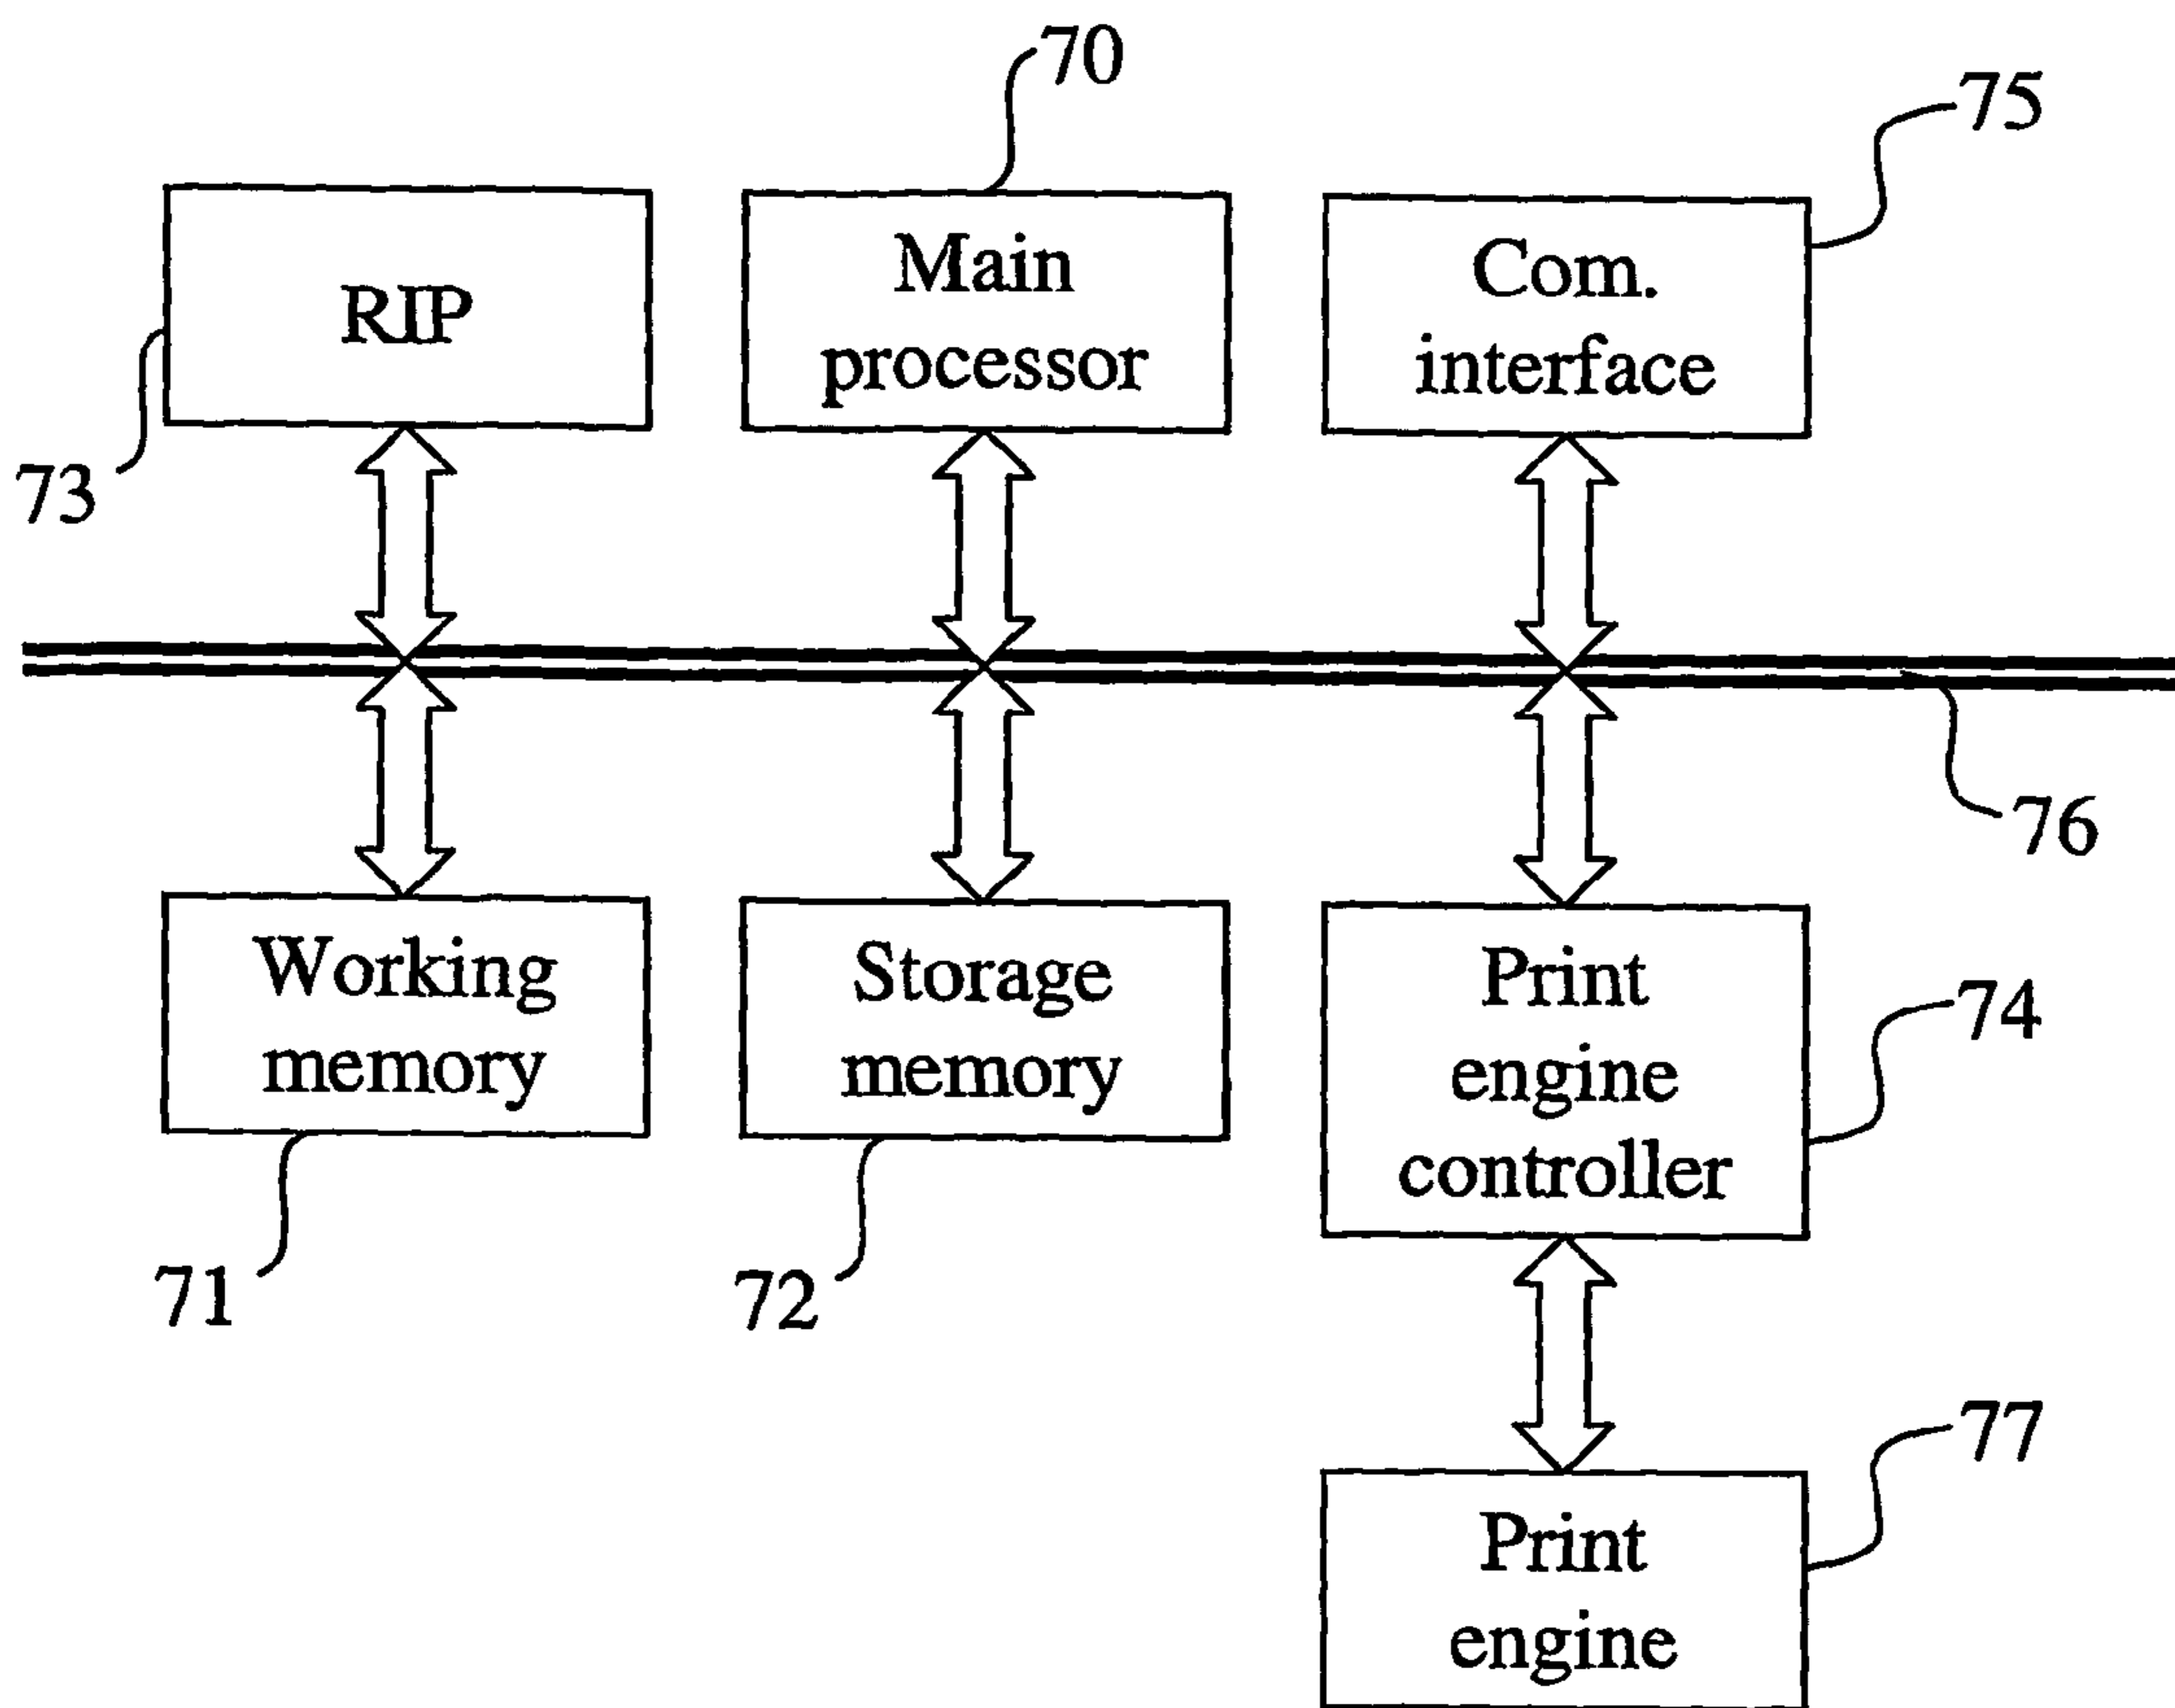 70
75
RIP
Main
processor
Com.
interface
73
76
Working
memory
Storage
memory
Print
engine
controller
74
71
72
77
Print
engine